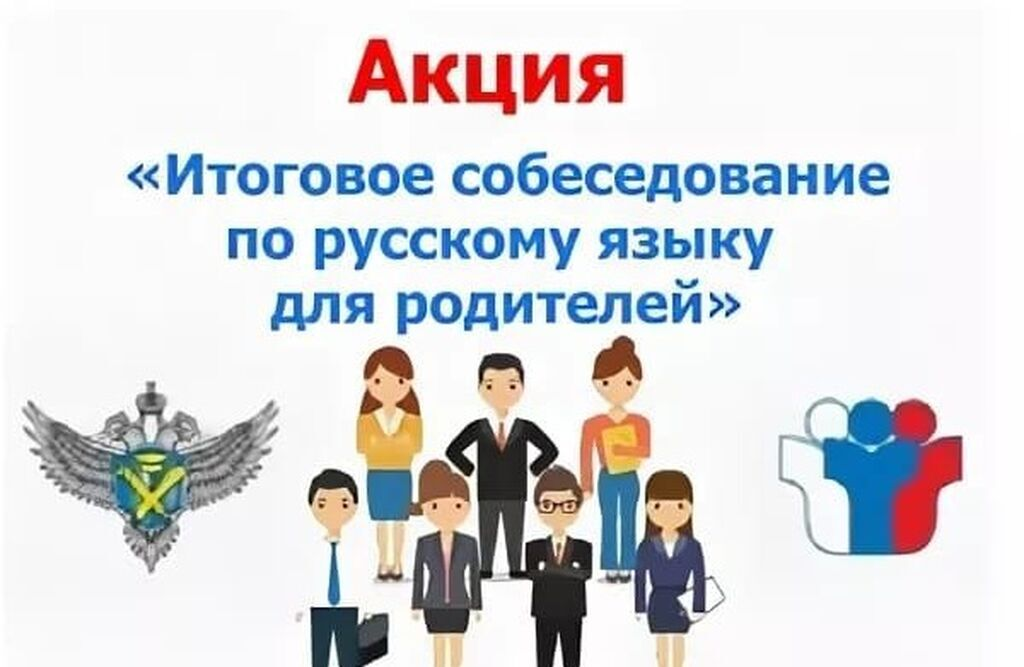 Акция
«Итоговое собеседование
по русскому языку
для родителей»